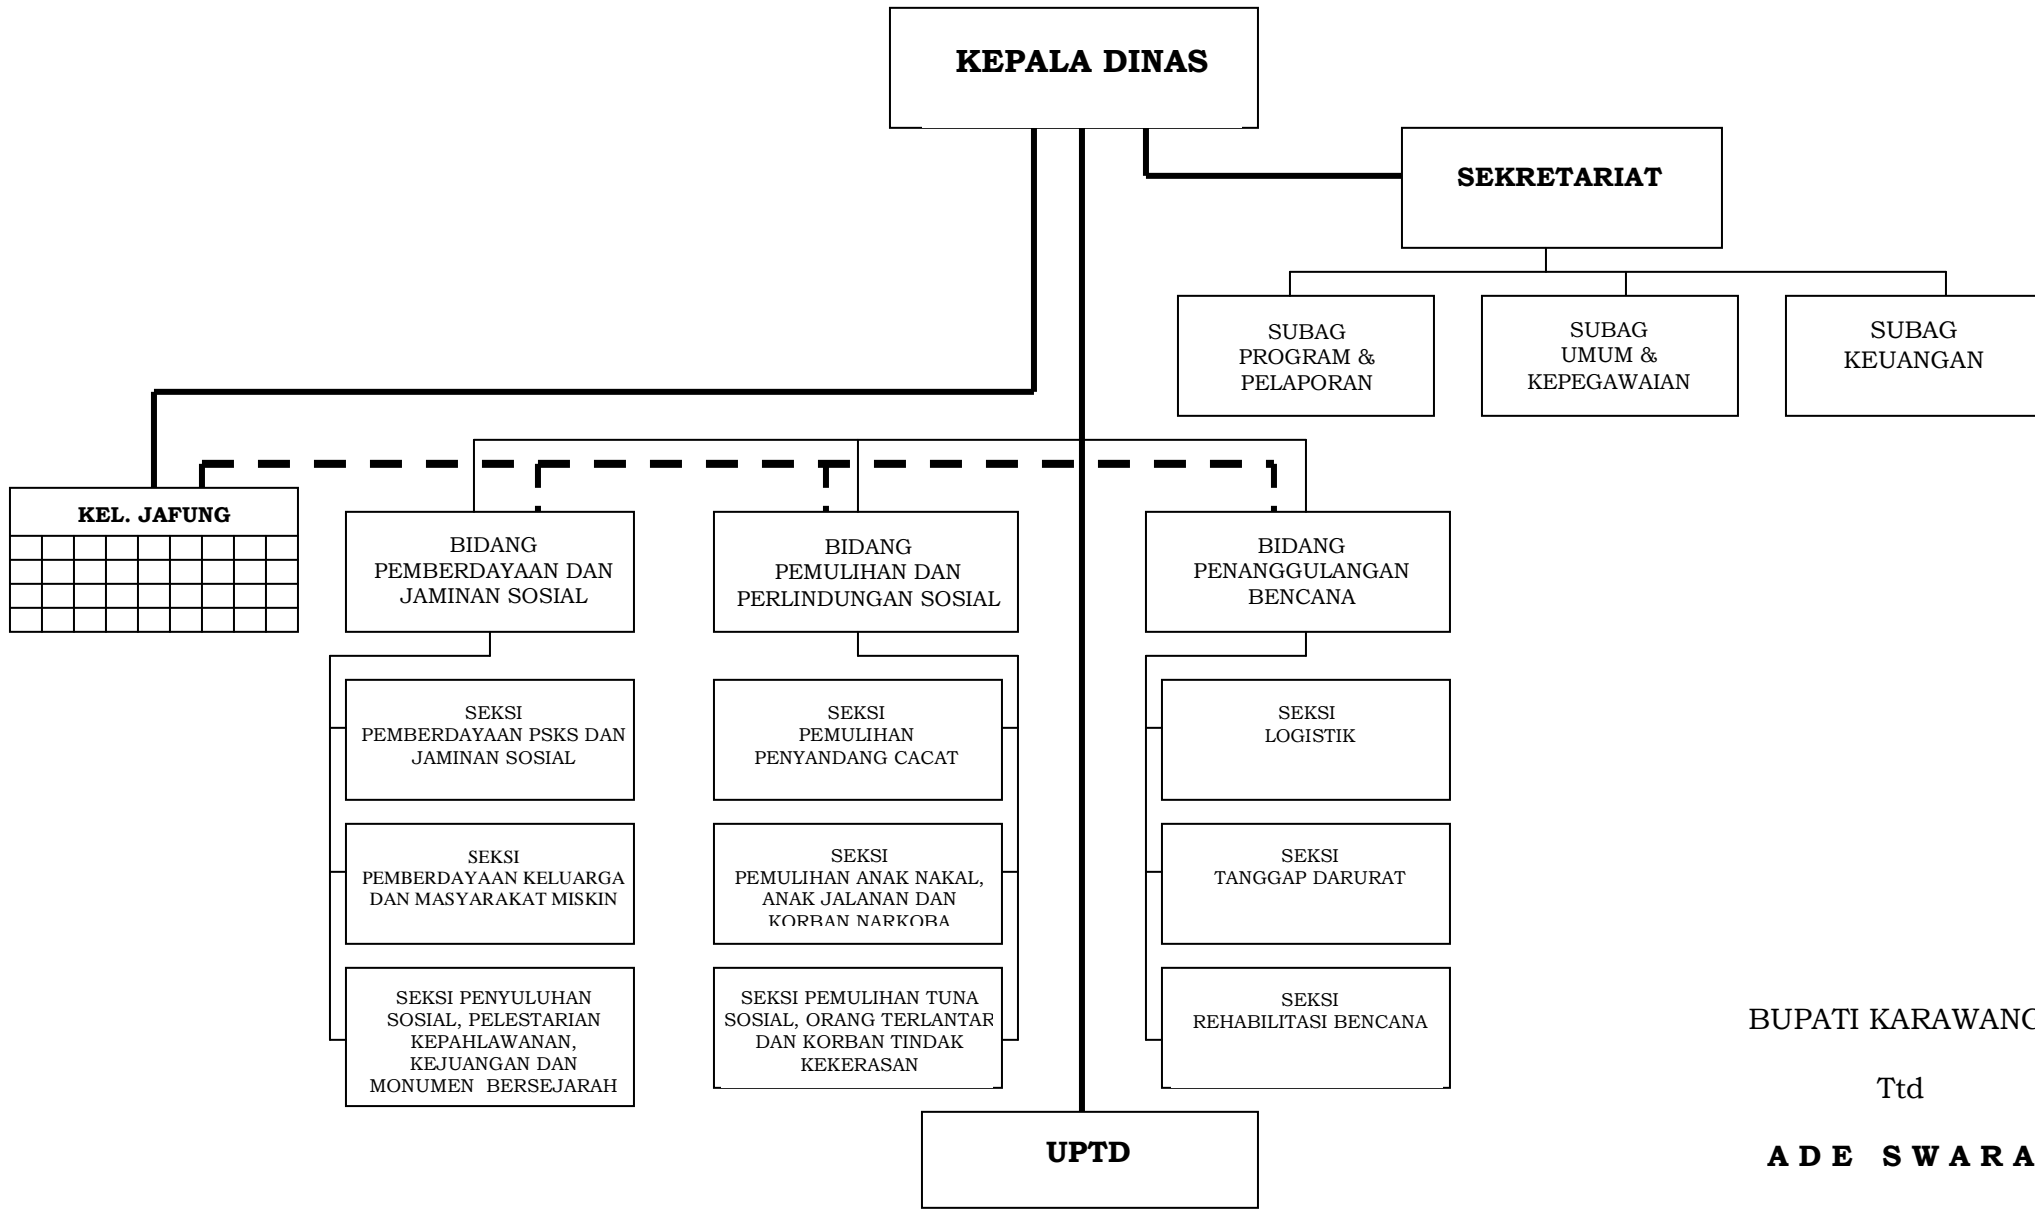 KEPALA DINAS
SEKRETARIAT
SUBAG
PROGRAM &
PELAPORAN
SUBAG
UMUM &
KEPEGAWAIAN
SUBAG
KEUANGAN
KEL. JAFUNG
BIDANG
PEMBERDAYAAN DAN
JAMINAN SOSIAL
BIDANG
PEMULIHAN DAN
PERLINDUNGAN SOSIAL
BIDANG
PENANGGULANGAN
BENCANA
SEKSI
PEMBERDAYAAN PSKS DAN
JAMINAN SOSIAL
SEKSI
PEMULIHAN
PENYANDANG CACAT
SEKSI
LOGISTIK
SEKSI
PEMBERDAYAAN KELUARGA
DAN MASYARAKAT MISKIN
SEKSI
PEMULIHAN ANAK NAKAL,
ANAK JALANAN DAN
KORBAN NARKOBA
SEKSI
TANGGAP DARURAT
SEKSI PENYULUHAN
SOSIAL, PELESTARIAN
KEPAHLAWANAN,
KEJUANGAN DAN
MONUMEN BERSEJARAH
SEKSI PEMULIHAN TUNA
SOSIAL, ORANG TERLANTAR
DAN KORBAN TINDAK
KEKERASAN
SEKSI
REHABILITASI BENCANA
UPTD
BUPATI KARAWANG
Ttd
A D E S W A R A